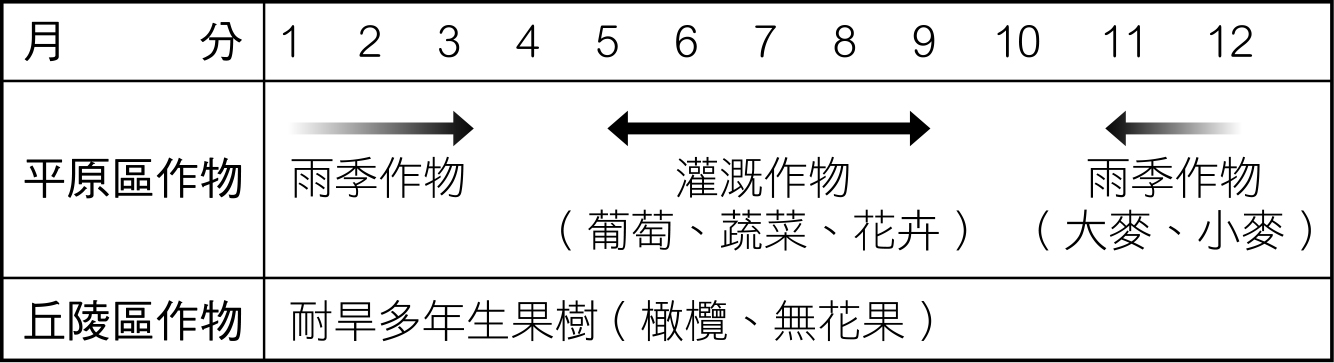 月 分 1 2 3 4 5 6 7 8 9 10 11 12
平原區作物 雨季作物 灌溉作物 雨季作物
（葡萄、蔬菜、花卉） （大麥、小麥）
丘陵區作物 耐旱多年生果樹（橄欖、無花果）